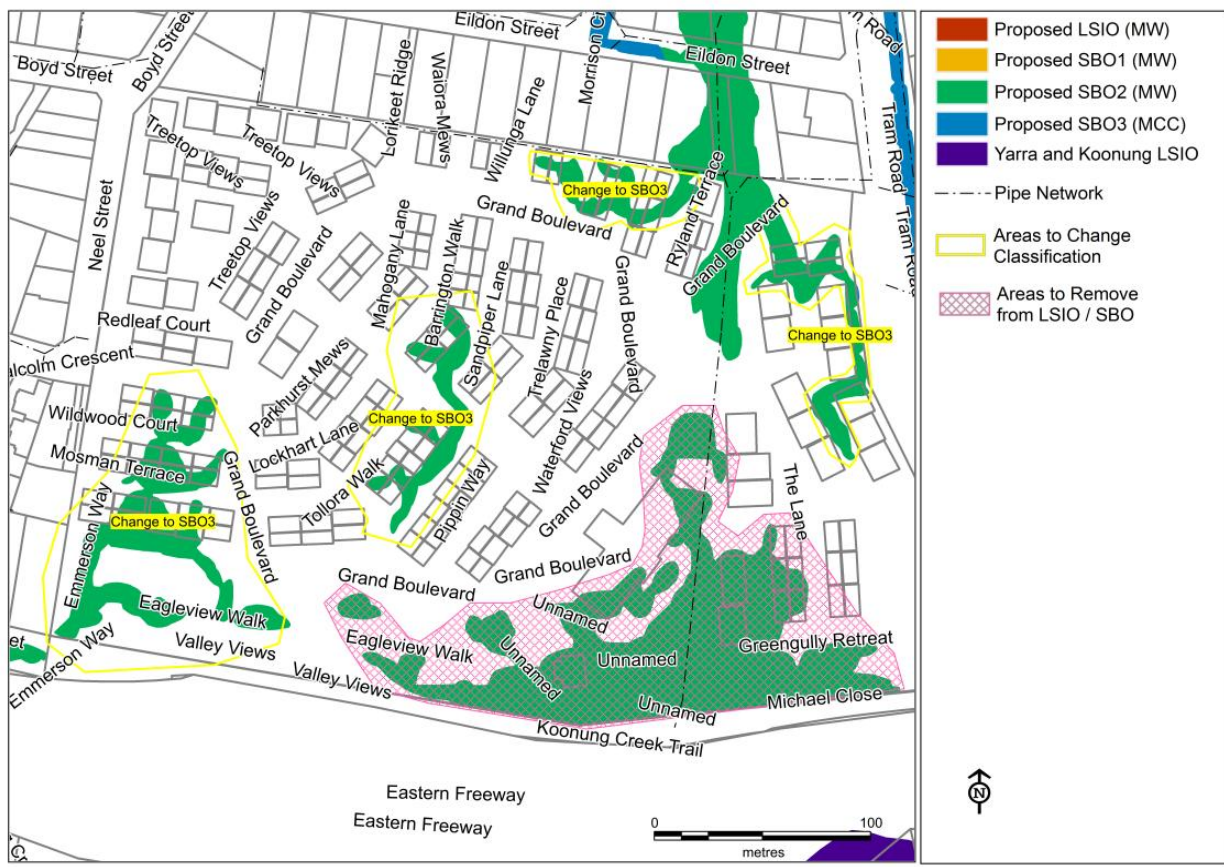 Eildon Street
Morrison C
am Road
Boyd Street
Boyd Street
Eildon Street
Lorikeet Ridge
Waiora Mews
Willunga Lane
Tram Road
Treetop Views
Treetop Views
Change to SBO3
Ryland Terrace
Tram Road
Tram Roa
Neel Street
Treetop Views
Grand Boulevard
Mahogany Lane
Barrington Walk
Grand Boulevard
Grand Boulevard
Grand Boulevard
Sandpiper Lane
Trelawny Place
Redleaf Court
alcolm Crescent
Parkhurst Mews
Change to SBO3
Wildwood Court
Lockhart Lane
Change to SBO3
Waterford Views
Mosman Terrace
Grand Boulevard
Tollora Walk
Pippin Way
Grand Boulevard
The Lane
Change to SBO3
Emmerson Way
Grand Boulevard
Grand Boulevard
Eagleview Walk
Unnamed
Valley Views
Eagleview Walk
Unnamed
Unnamed
Greengully Retreat
et
Emmerson Way
Valley Views
Unnamed
Michael Close
Koonung Creek Trail
Eastern Freeway
Eastern Freeway
Cr
0
100
metres
Proposed LSIO (MW)
Proposed SBO1 (MW)
Proposed SBO2 (MW)
Proposed SBO3 (MCC)
Yarra and Koonung LSIO
Pipe Network
Areas to Change
Classification
Areas to Remove
from LSIO / SBO
N